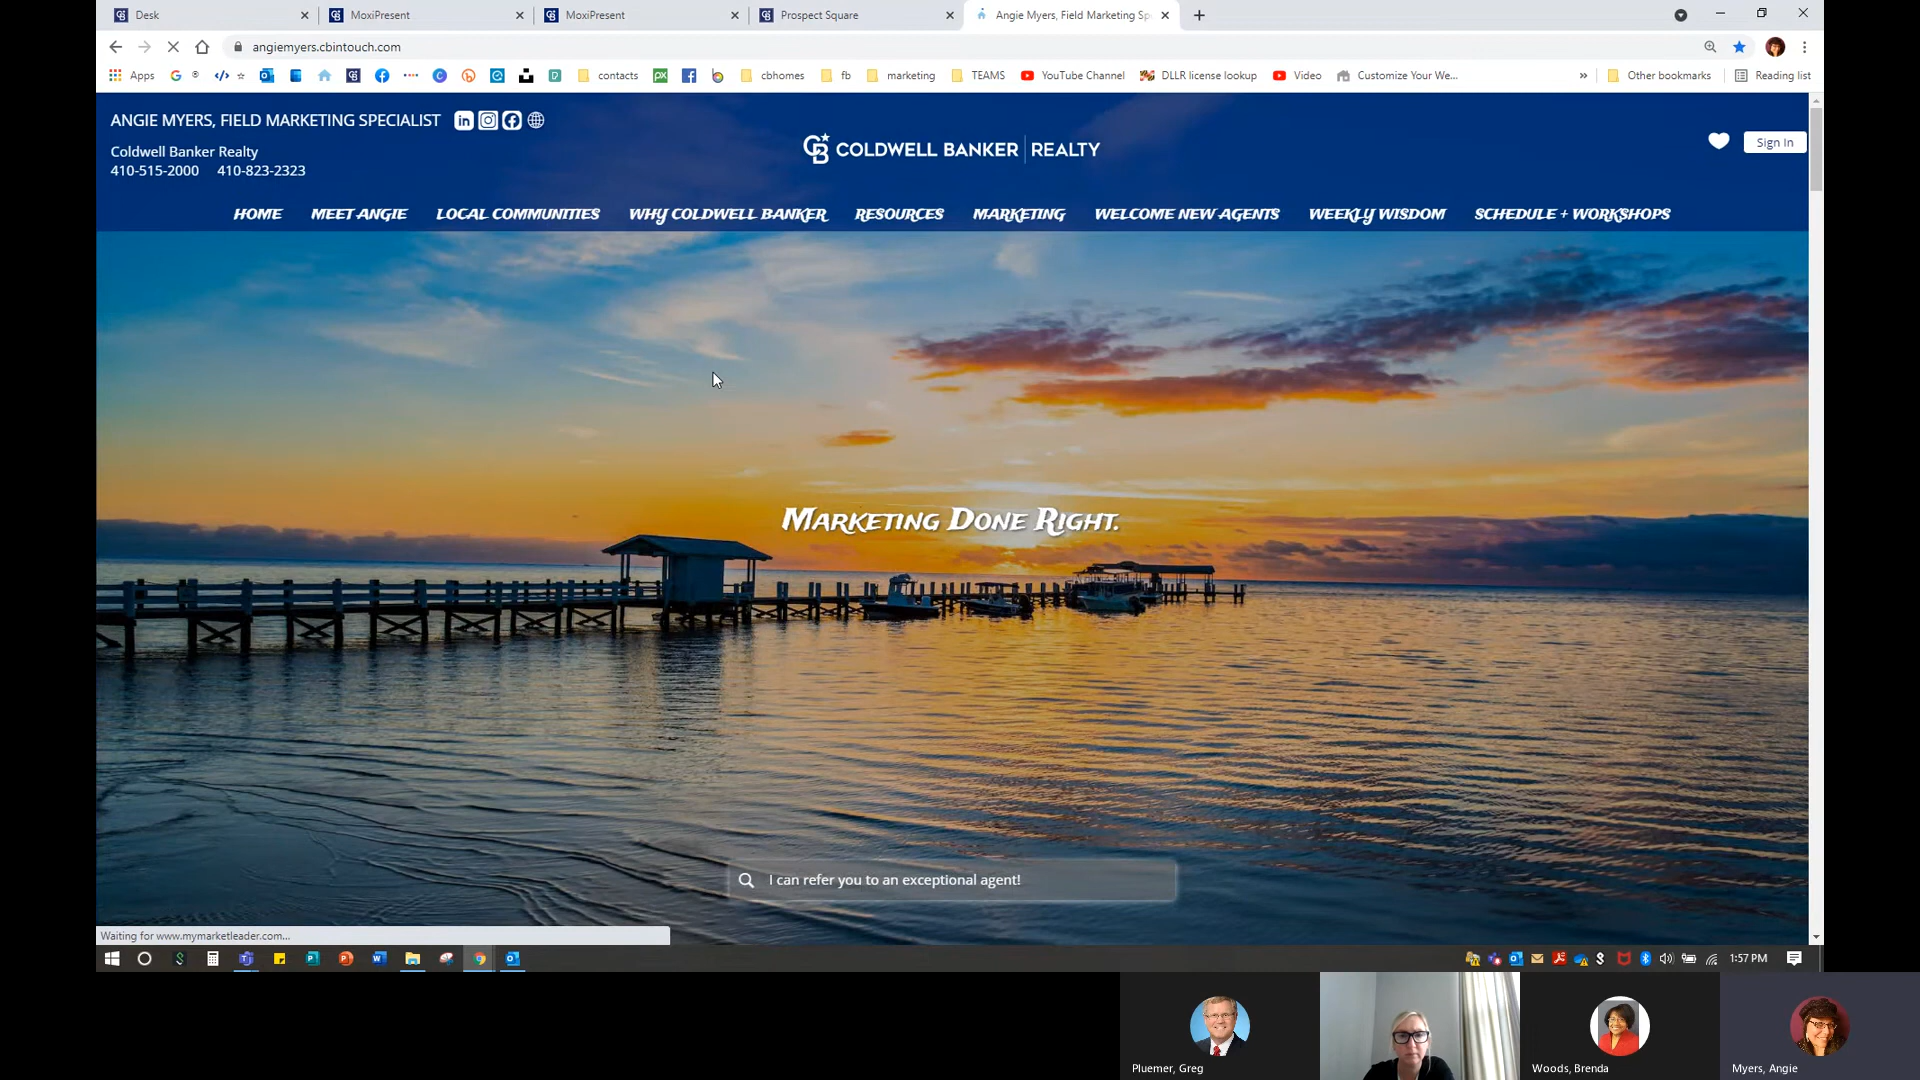 Desk
MoxiPresent
MoxiPresent
Prospect Square
Angie Myers, Field Marketing Sp
angiemyers.cbintouch.com
Apps
contacts
cbhomes
fb
marketing
TEAMS
YouTube Channel
DLLR license lookup
Video
Customize Your We...
Other bookmarks
Reading list
ANGIE MYERS, FIELD MARKETING SPECIALIST
Coldwell Banker Realty
410-515-2000 410-823-2323
COLDWELL BANKER REALTY
Sign In
HOME
MEET ANGIE
LOCAL COMMUNITIES
WHY COLDWELL BANKER
RESOURCES
MARKETING
WELCOME NEW AGENTS
WEEKLY WISDOM
SCHEDULE + WORKSHOPS
MARKETING DONE RIGHT.
I can refer you to an exceptional agent!
Waiting for www.mymarketleader.com...
1:57 PM
Pluemer, Greg
Woods, Brenda
Myers, Angie